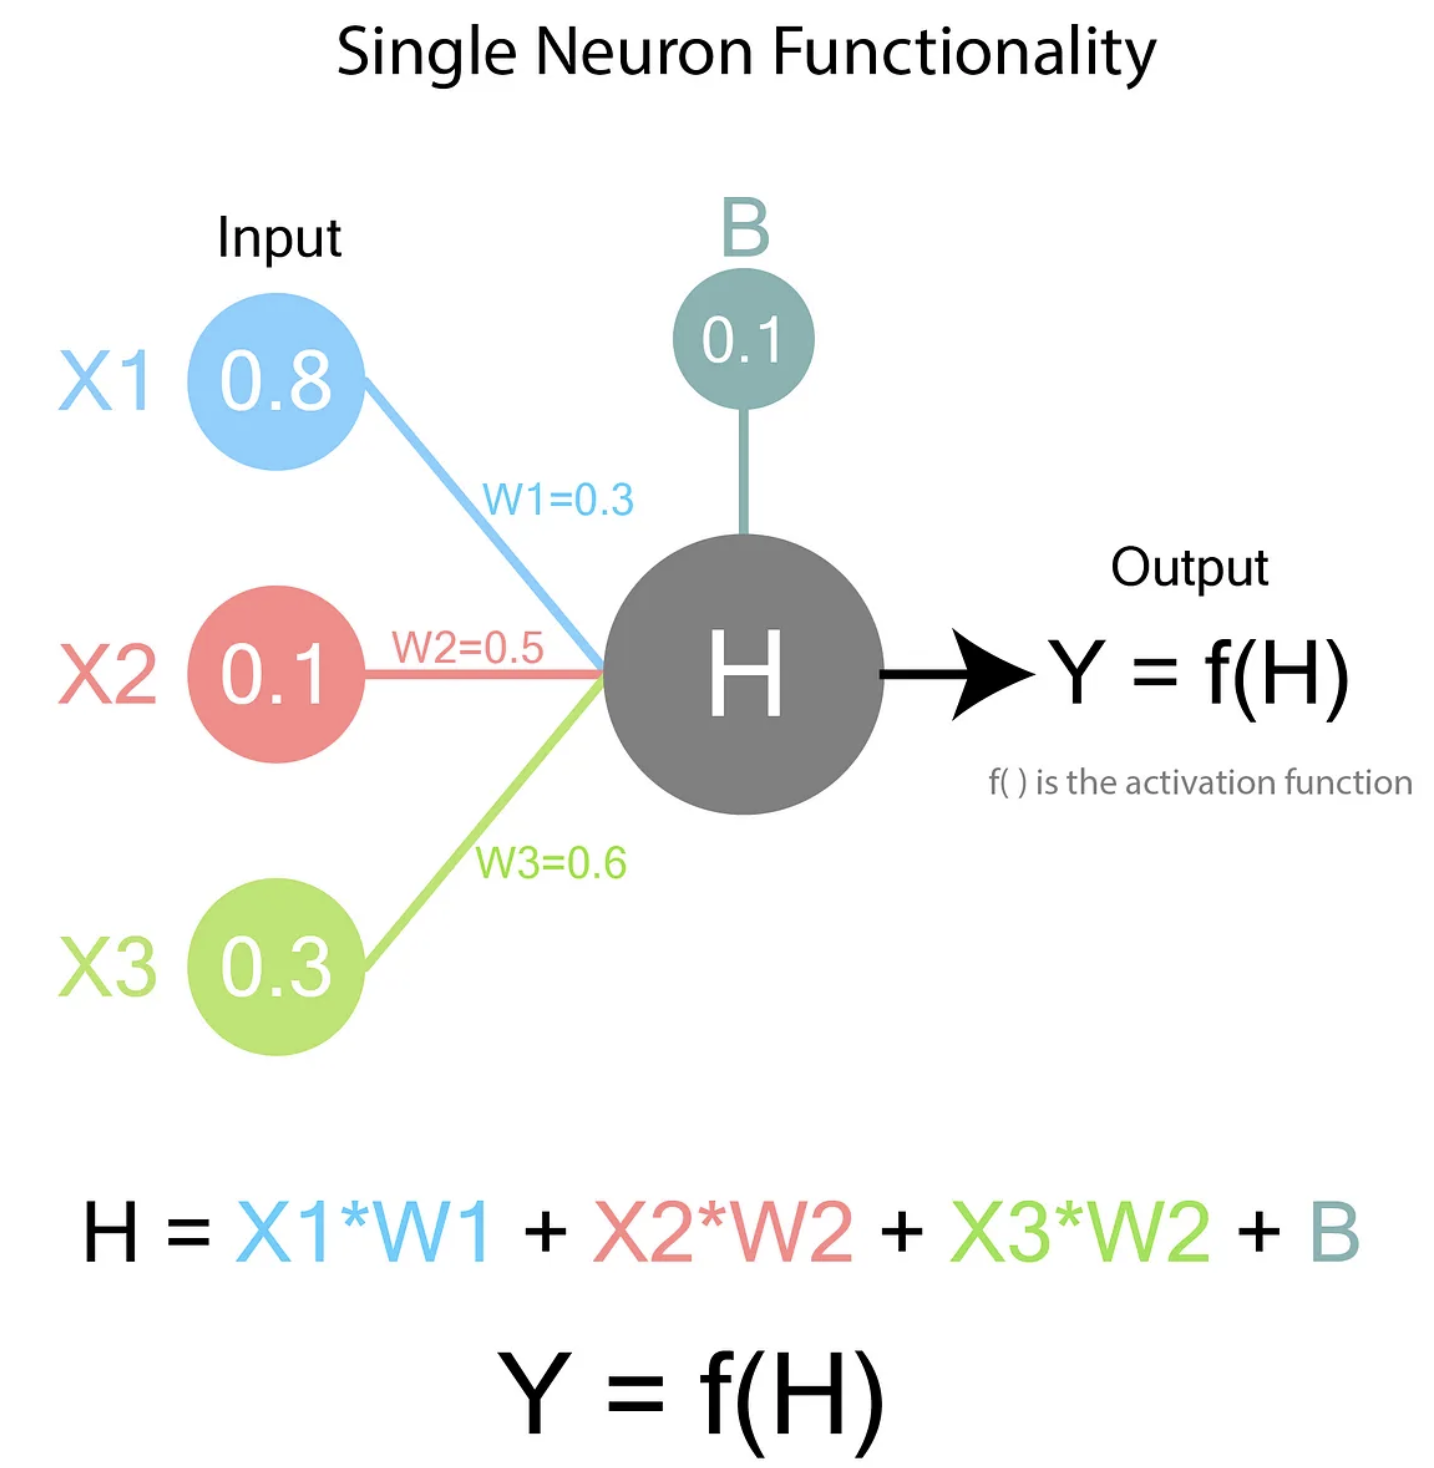 Single Neuron Functionality
Input
B
X1
0.8
0.1
W1=0.3
X2
0.1
W2=0.5
H
Output
Y = f(H)
f( ) is the activation function
W3=0.6
X3
0.3
H = X1*W1 + X2*W2 + X3*W2 + B
Y = f(H)